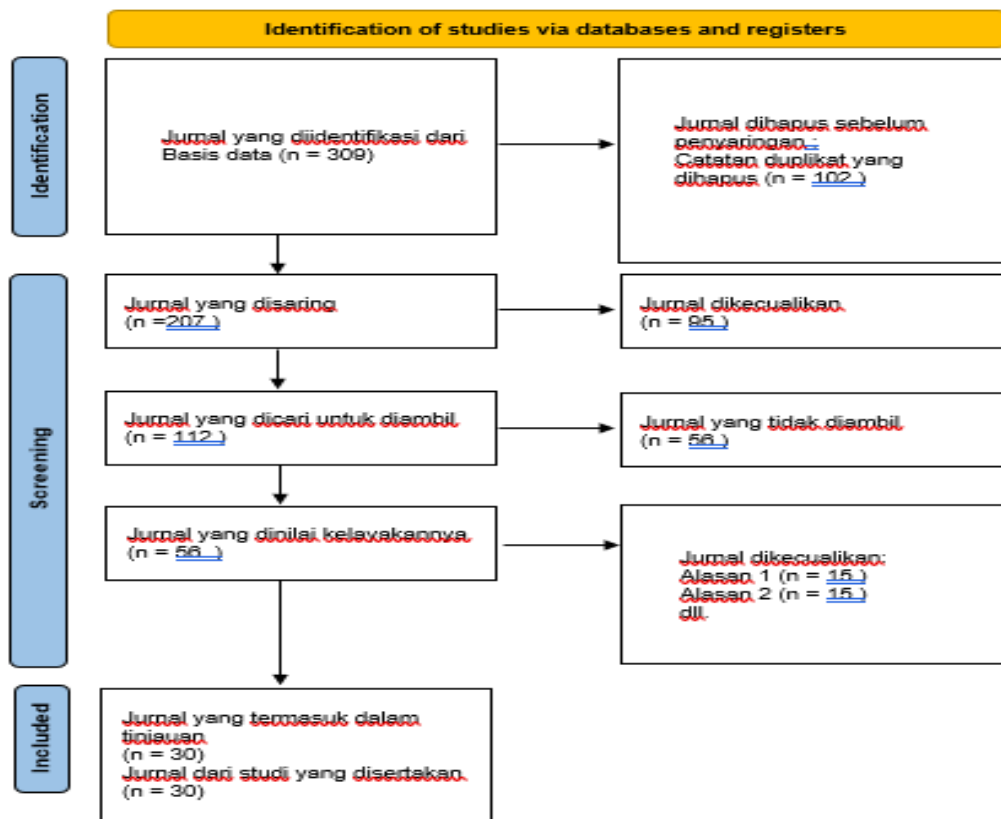 Identification of studies via databases and registers
Identification
Jurnal yang diidentifikasi dari
Basis data (n = 309)
Jurnal dihapus sebelum
penyaringan :
Catatan duplikat yang
dihapus (n = 102 )
Screening
Jurnal yang disaring
(n =207 )
Jurnal dikecualikan
(n = 95 )
Jurnal yang dicari untuk diambil
(n = 112 )
Jurnal yang tidak diambil
(n = 56 )
Jurnal yang dinilai kelayakannya
(n = 56 )
Jurnal dikecualikan:
Alasan 1 (n = 15 )
Alasan 2 (n = 15 )
dll.
Included
Jurnal yang termasuk dalam
tinjauan
(n = 30)
Jurnal dari studi yang disertakan
(n = 30)